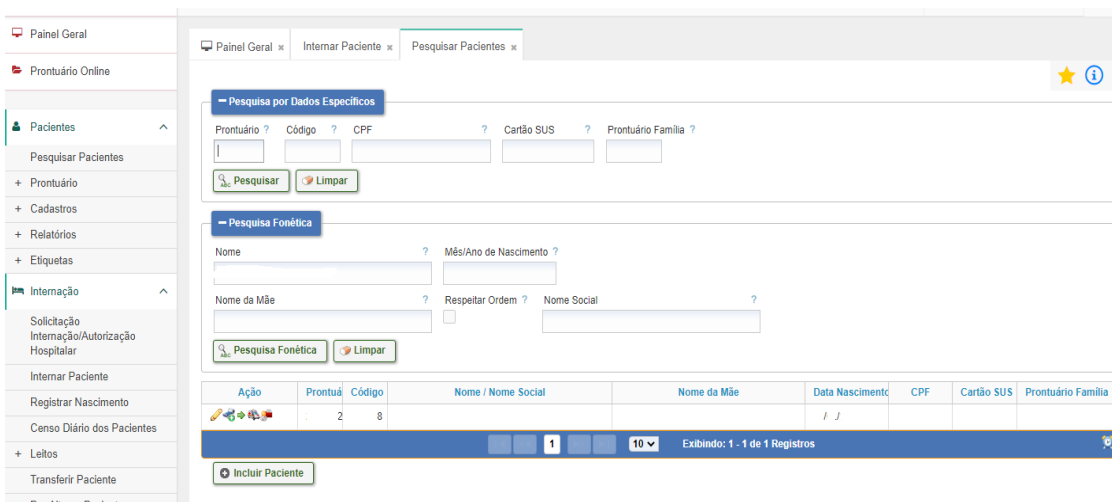 Painel Geral
Prontuário Online
Pacientes
Pesquisar Pacientes
+ Prontuário
+ Cadastros
+ Relatórios
+ Etiquetas
Internação
Solicitação
Internação/Autorização
Hospitalar
Internar Paciente
Registrar Nascimento
Censo Diário dos Pacientes
+ Leitos
Transferir Paciente
Painel Geral × Internar Paciente × Pesquisar Pacientes ×
Pesquisa por Dados Específicos
Prontuário ? Código ? CPF ? Cartão SUS ? Prontuário Família ?
Pesquisar Limpar
Pesquisa Fonética
Nome ? Mês/Ano de Nascimento ?
Nome da Mãe ? Respeitar Ordem ? Nome Social ?
Pesquisa Fonética Limpar
Ação Prontuá Código Nome / Nome Social Nome da Mãe Data Nascimento CPF Cartão SUS Prontuário Família
2 8 / /
1 10 Exibindo: 1 - 1 de 1 Registros
Incluir Paciente